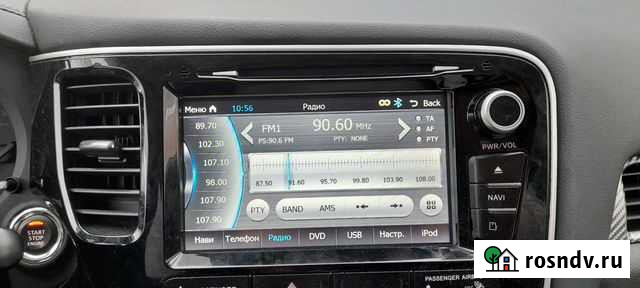 Меню 10:56 Радио Back
89.70
102.30
107.10
98.00
107.90
107.90
FM1 90.60 MHz
PS:90.6 FM PTY: NONE
TA
AF
PTY
87.50 91.60 95.70 99.80 103.90 108.00
PTY BAND AMS
Нави Телефон Радио DVD USB Настр. iPod
PWR/VOL
NAVI
START
STOP
ENGINE
PASSENGER AIRB
rosndv.ru